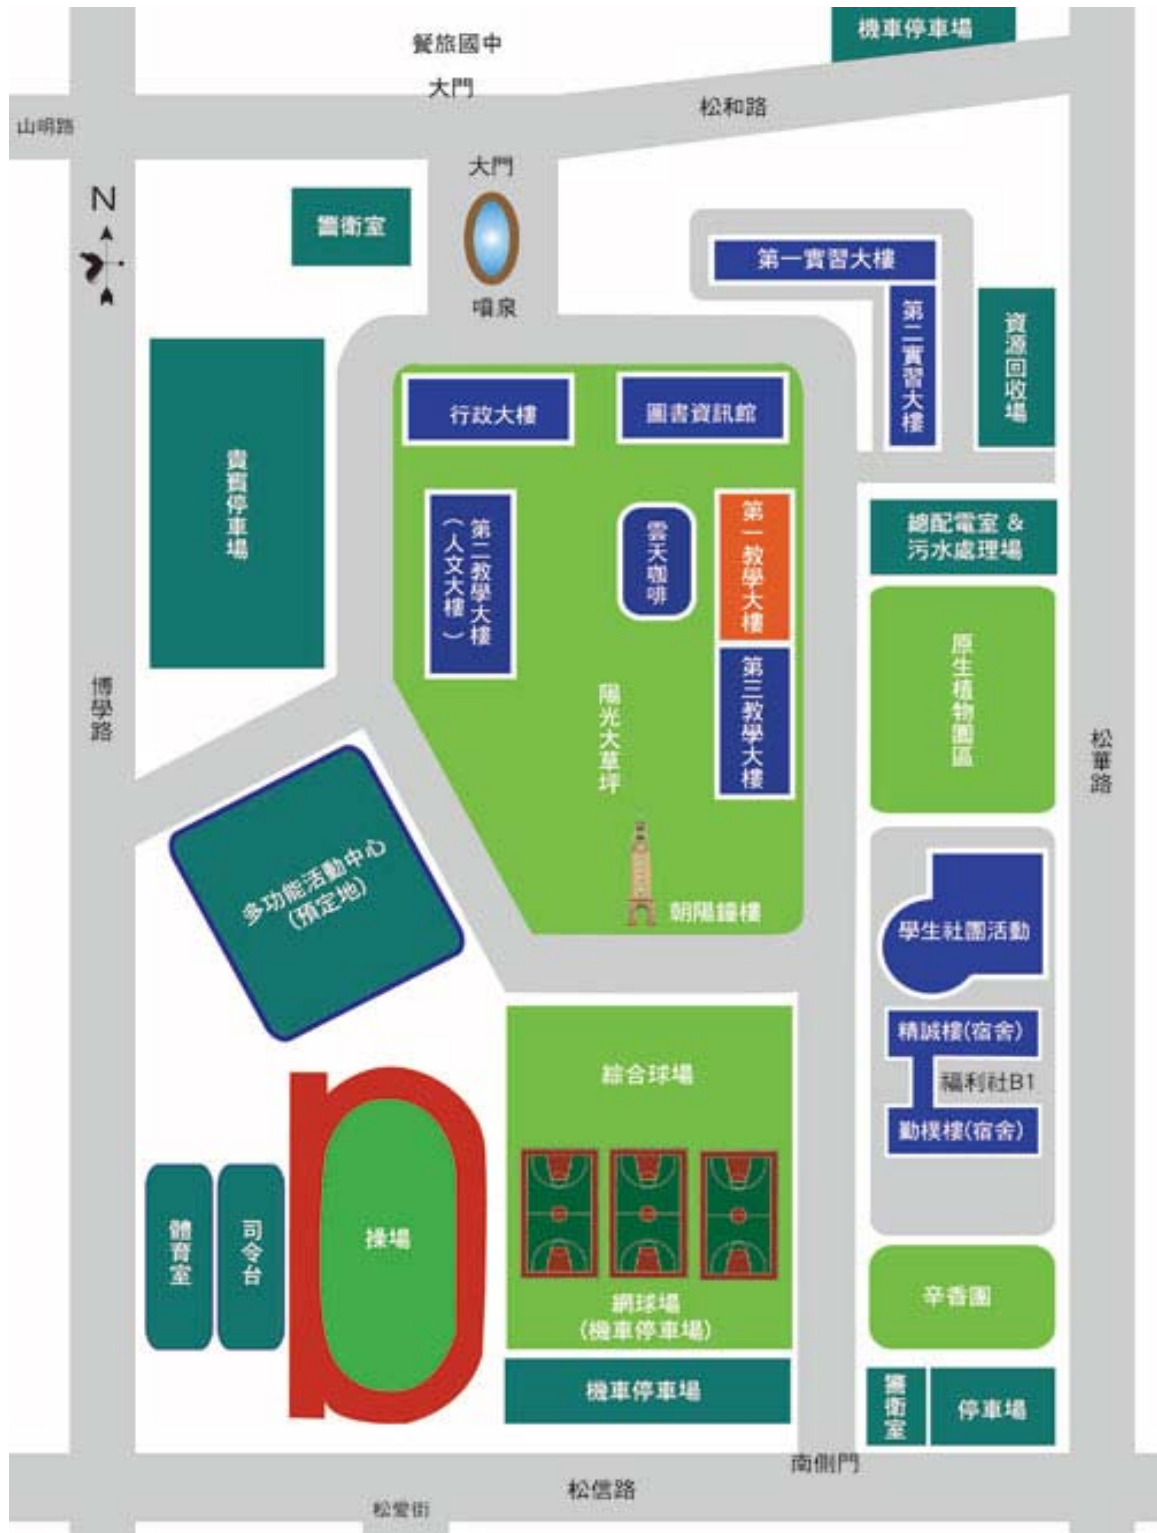 機車停車場
餐旅國中
大門
松和路
山明路
大門
N
警衛室
噴泉
第一實習大樓
第二實習大樓
資源回收場
行政大樓
圖書資訊館
貴賓停車場
第二教學大樓
(人文大樓)
雲天咖啡
第一教學大樓
總配電室 &
污水處理場
原生植物園區
第三教學大樓
陽光大草坪
博學路
松華路
朝陽鐘樓
多功能活動中心
(預定地)
學生社團活動
精誠樓(宿舍)
福利社B1
勤樸樓(宿舍)
綜合球場
體育室
司令台
操場
網球場
(機車停車場)
辛香園
機車停車場
警衛室
停車場
南側門
松信路
松愛街